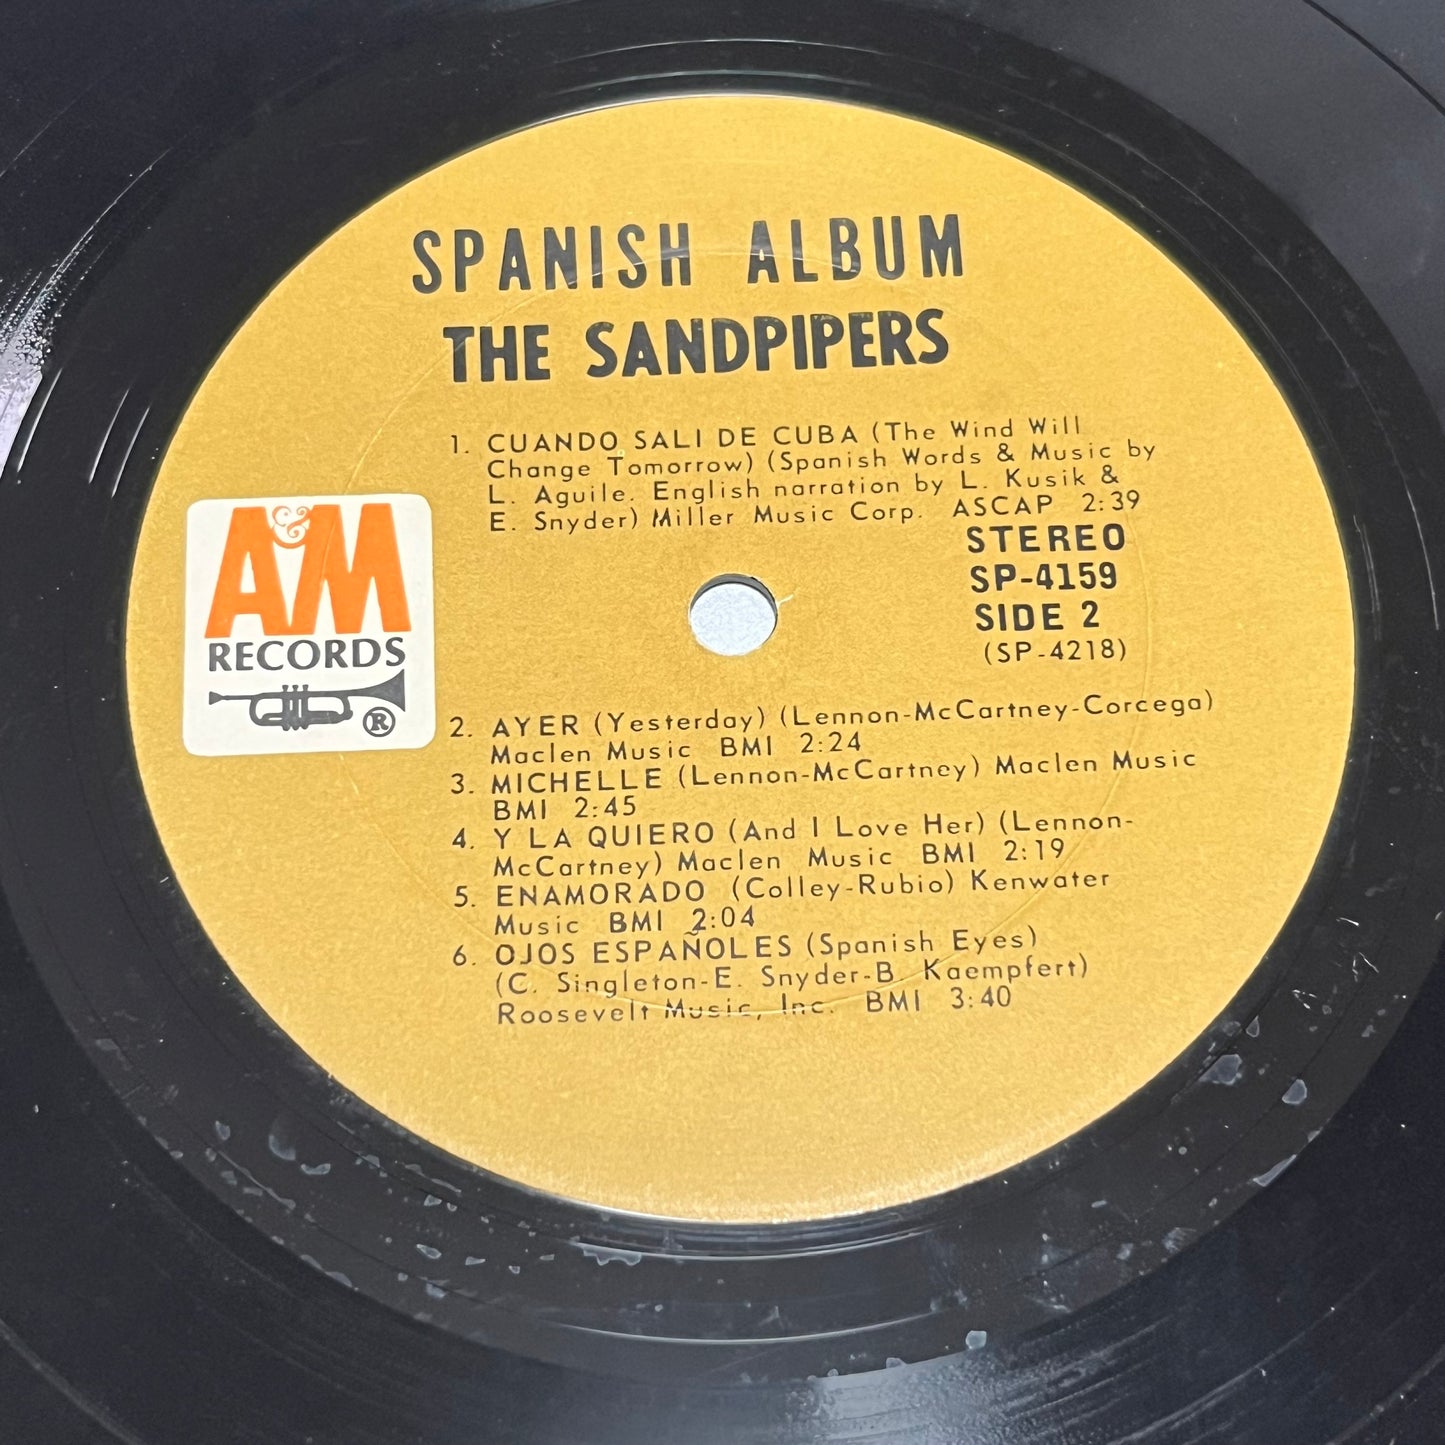 SPANISH ALBUM
THE SANDPIPERS
1. CUANDO SALI DE CUBA (The Wind Will
Change Tomorrow) (Spanish Words & Music by
L. Aguile. English narration by L. Kusik &
E. Snyder) Miller Music Corp. ASCAP 2:39
STEREO
SP-4159
SIDE 2
(SP-4218)
A&M
RECORDS
®
2. AYER (Yesterday) (Lennon-McCartney-Corcega)
Maclen Music BMI 2:24
3. MICHELLE (Lennon-McCartney) Maclen Music
BMI 2:45
4. Y LA QUIERO (And I Love Her) (Lennon-
McCartney) Maclen Music BMI 2:19
5. ENAMORADO (Colley-Rubio) Kenwater
Music BMI 2:04
6. OJOS ESPAÑOLES (Spanish Eyes)
(C. Singleton-E. Snyder-B Kaempfert)
Roosevelt Music, Inc. BMI 3:40